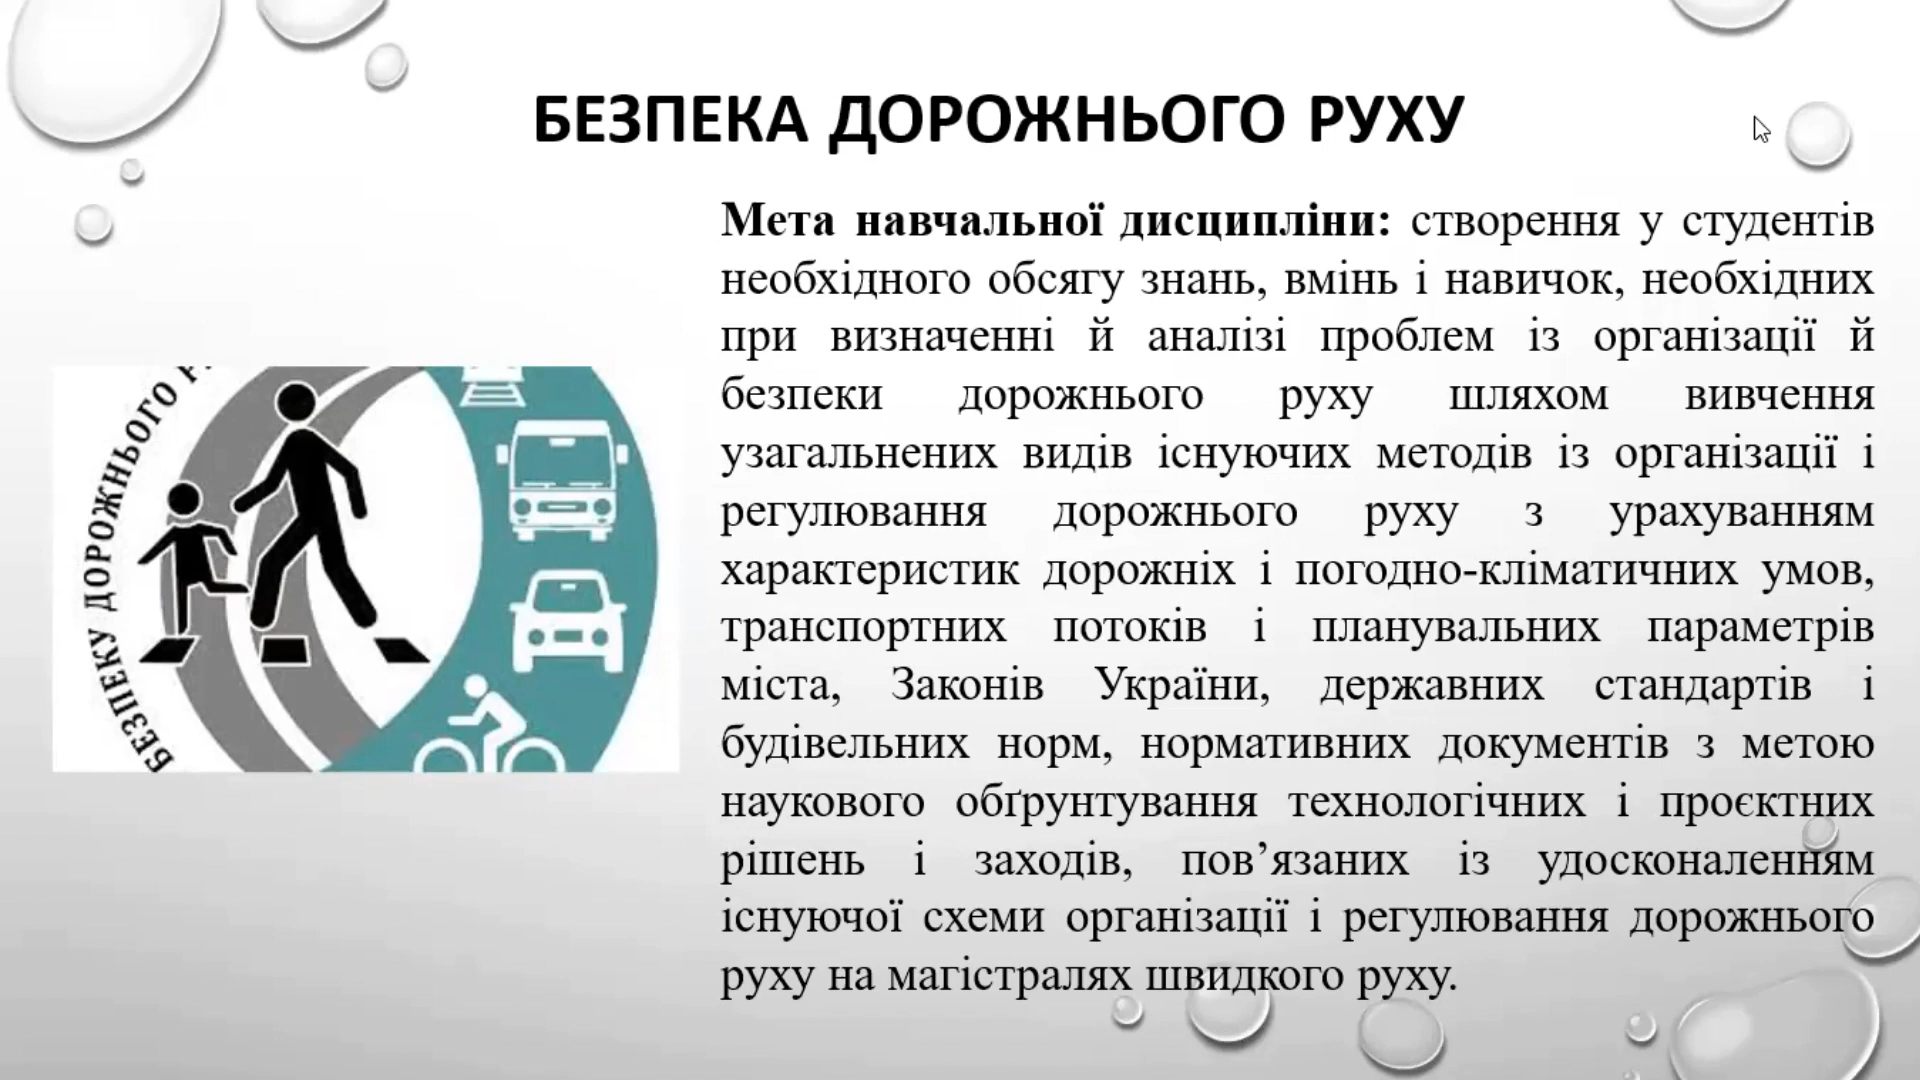 БЕЗПЕКА ДОРОЖНЬОГО РУХУ
Мета навчальної дисципліни: створення у студентів
необхідного обсягу знань, вмінь і навичок, необхідних
при визначенні й аналізі проблем із організації й
безпеки дорожнього руху шляхом вивчення
узагальнених видів існуючих методів із організації і
регулювання дорожнього руху з урахуванням
характеристик дорожніх і погодно-кліматичних умов,
транспортних потоків і планувальних параметрів
міста, Законів України, державних стандартів і
будівельних норм, нормативних документів з метою
наукового обґрунтування технологічних і проєктних
рішень і заходів, пов’язаних із удосконаленням
існуючої схеми організації і регулювання дорожнього
руху на магістралях швидкого руху.
БЕЗПЕКУ ДОРОЖНЬОГО